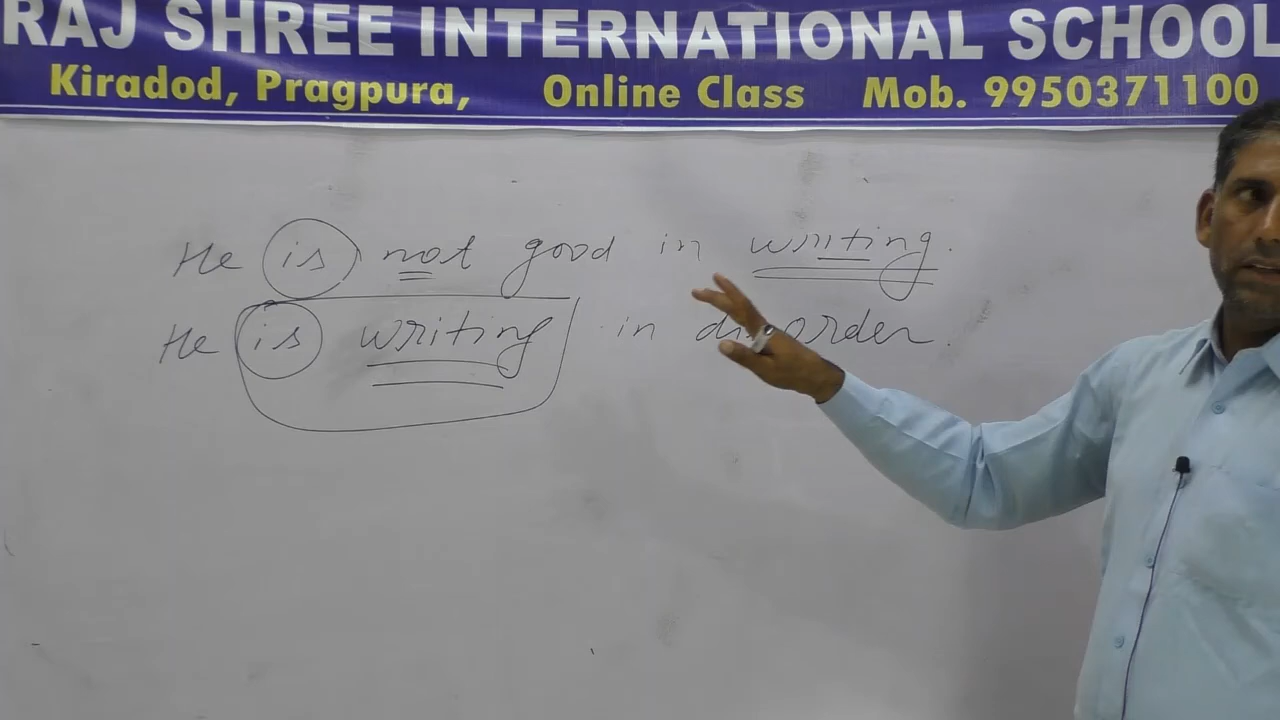 RAJ SHREE INTERNATIONAL SCHOOL
Kiradod, Pragpura, Online Class Mob. 9950371100
He is not good in writing.
He is writing in disorder.